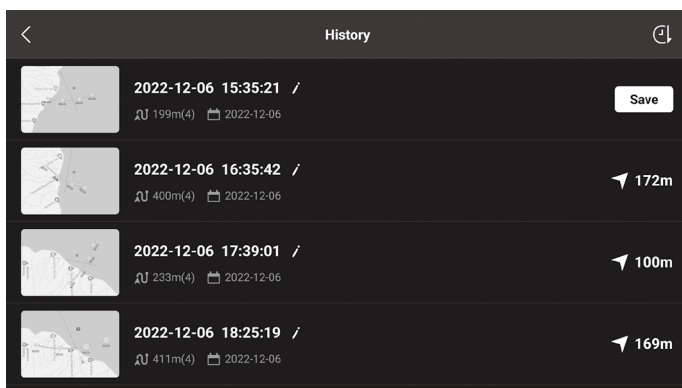 History
2022-12-06 15:35:21
199m(4) 2022-12-06
Save
2022-12-06 16:35:42
400m(4) 2022-12-06
172m
2022-12-06 17:39:01
233m(4) 2022-12-06
100m
2022-12-06 18:25:19
411m(4) 2022-12-06
169m